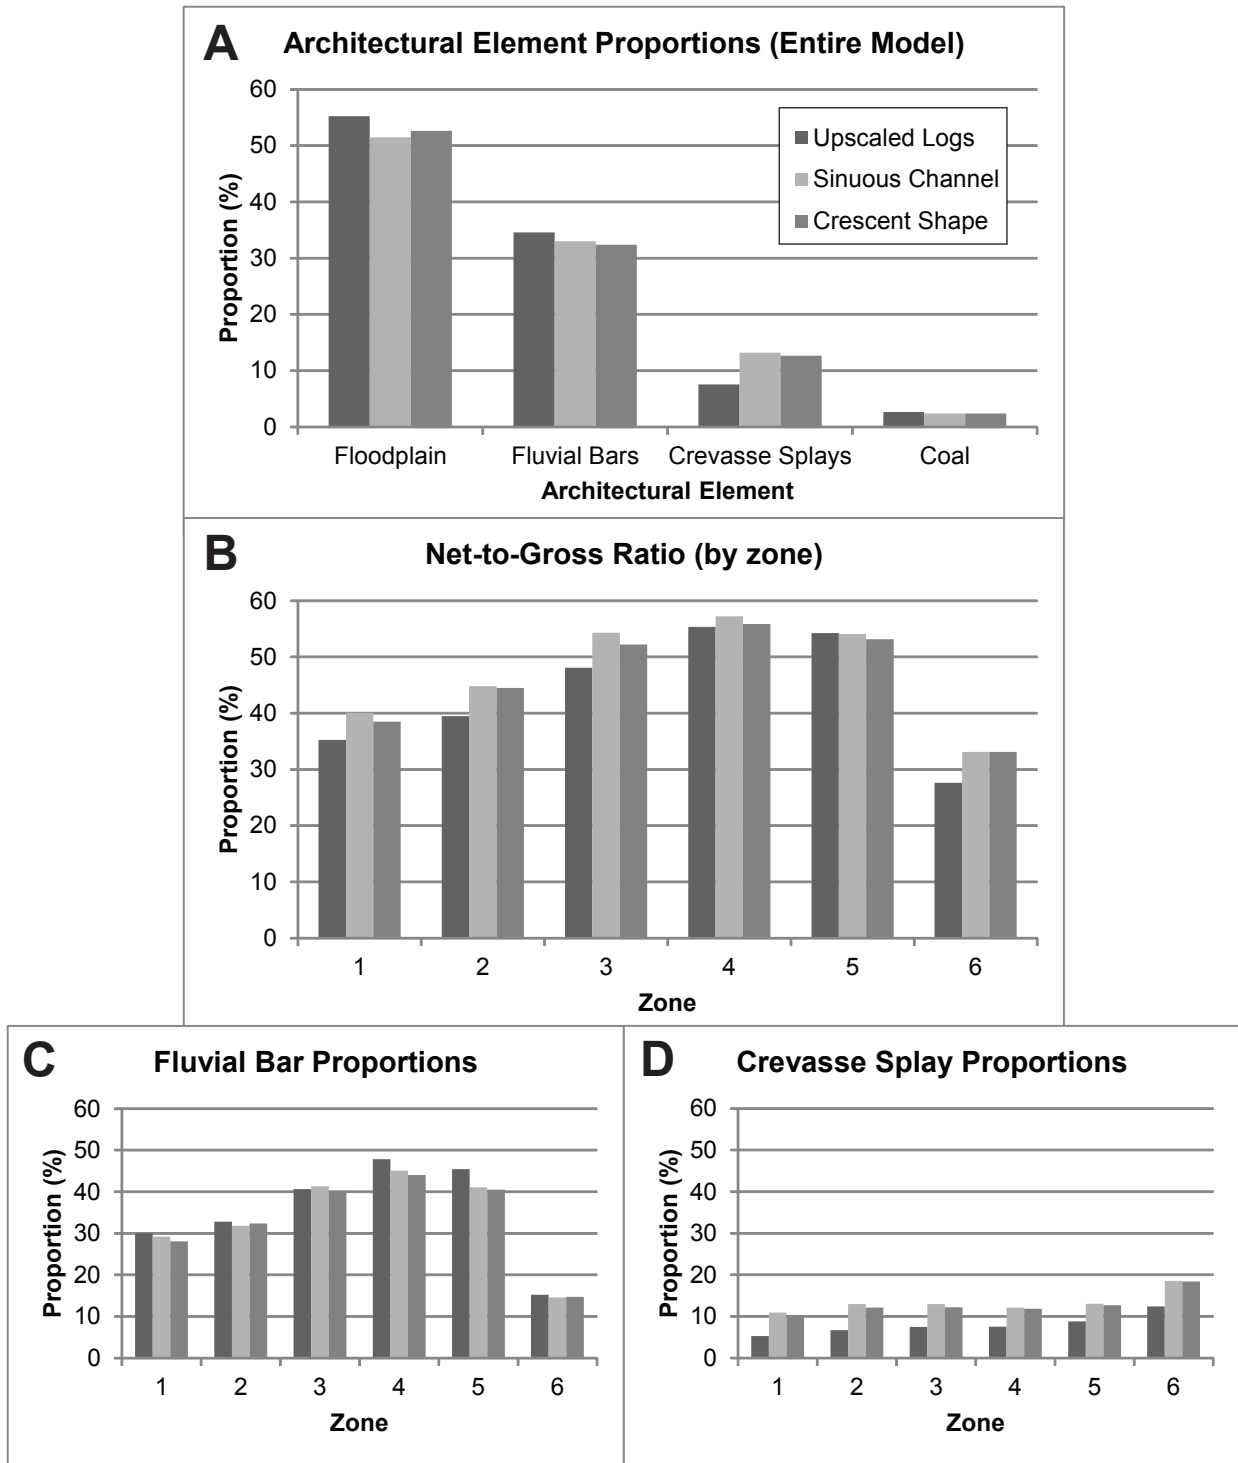 A Architectural Element Proportions (Entire Model)
60
50
40
30
20
10
0
Proportion (%)
Upscaled Logs
Sinuous Channel
Crescent Shape
Floodplain Fluvial Bars Crevasse Splays Coal
Architectural Element
B Net-to-Gross Ratio (by zone)
60
50
40
30
20
10
0
Proportion (%)
1 2 3 4 5 6
Zone
C Fluvial Bar Proportions
60
50
40
30
20
10
0
Proportion (%)
1 2 3 4 5 6
Zone
D Crevasse Splay Proportions
60
50
40
30
20
10
0
Proportion (%)
1 2 3 4 5 6
Zone